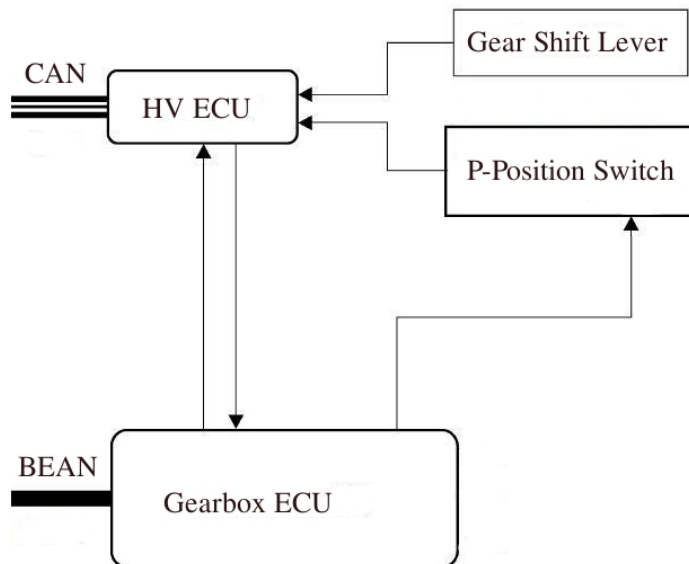 Gear Shift Lever
CAN
HV ECU
P-Position Switch
BEAN
Gearbox ECU